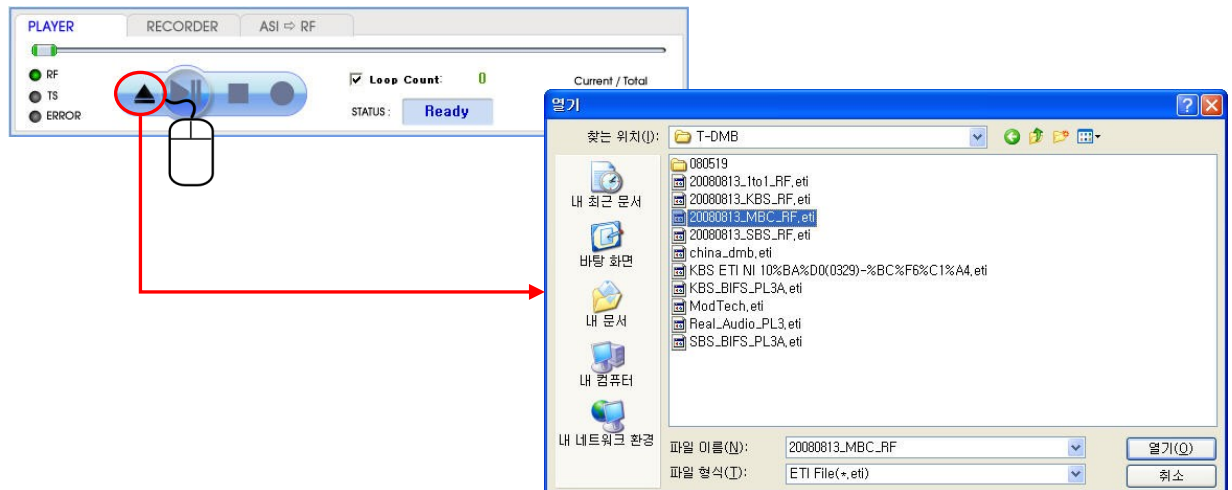 PLAYER RECORDER ASI ⇨ RF
RF
TS
ERROR
Loop Count: 0
STATUS : Ready
Current / Total
열기
찾는 위치(I): T-DMB
내 최근 문서
바탕 화면
내 문서
내 컴퓨터
내 네트워크 환경
080519
20080813_1to1_RF.eti
20080813_KBS_RF.eti
20080813_MBC_RF.eti
20080813_SBS_RF.eti
china_dmb.eti
KBS ETI NI 10%BA%D0(0329)-%BC%F6%C1%A4.eti
KBS_BIFS_PL3A.eti
ModTech.eti
Real_Audio_PL3.eti
SBS_BIFS_PL3A.eti
파일 이름(N): 20080813_MBC_RF 열기(O)
파일 형식(T): ETI File(*.eti) 취소